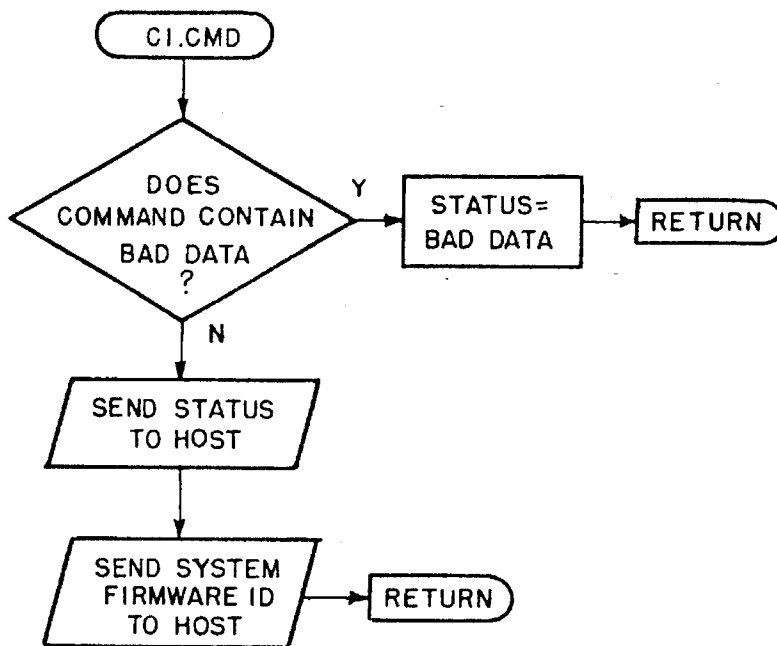 C1.CMD
DOES
COMMAND CONTAIN
BAD DATA
?
Y
STATUS=
BAD DATA
RETURN
N
SEND STATUS
TO HOST
SEND SYSTEM
FIRMWARE ID
TO HOST
RETURN